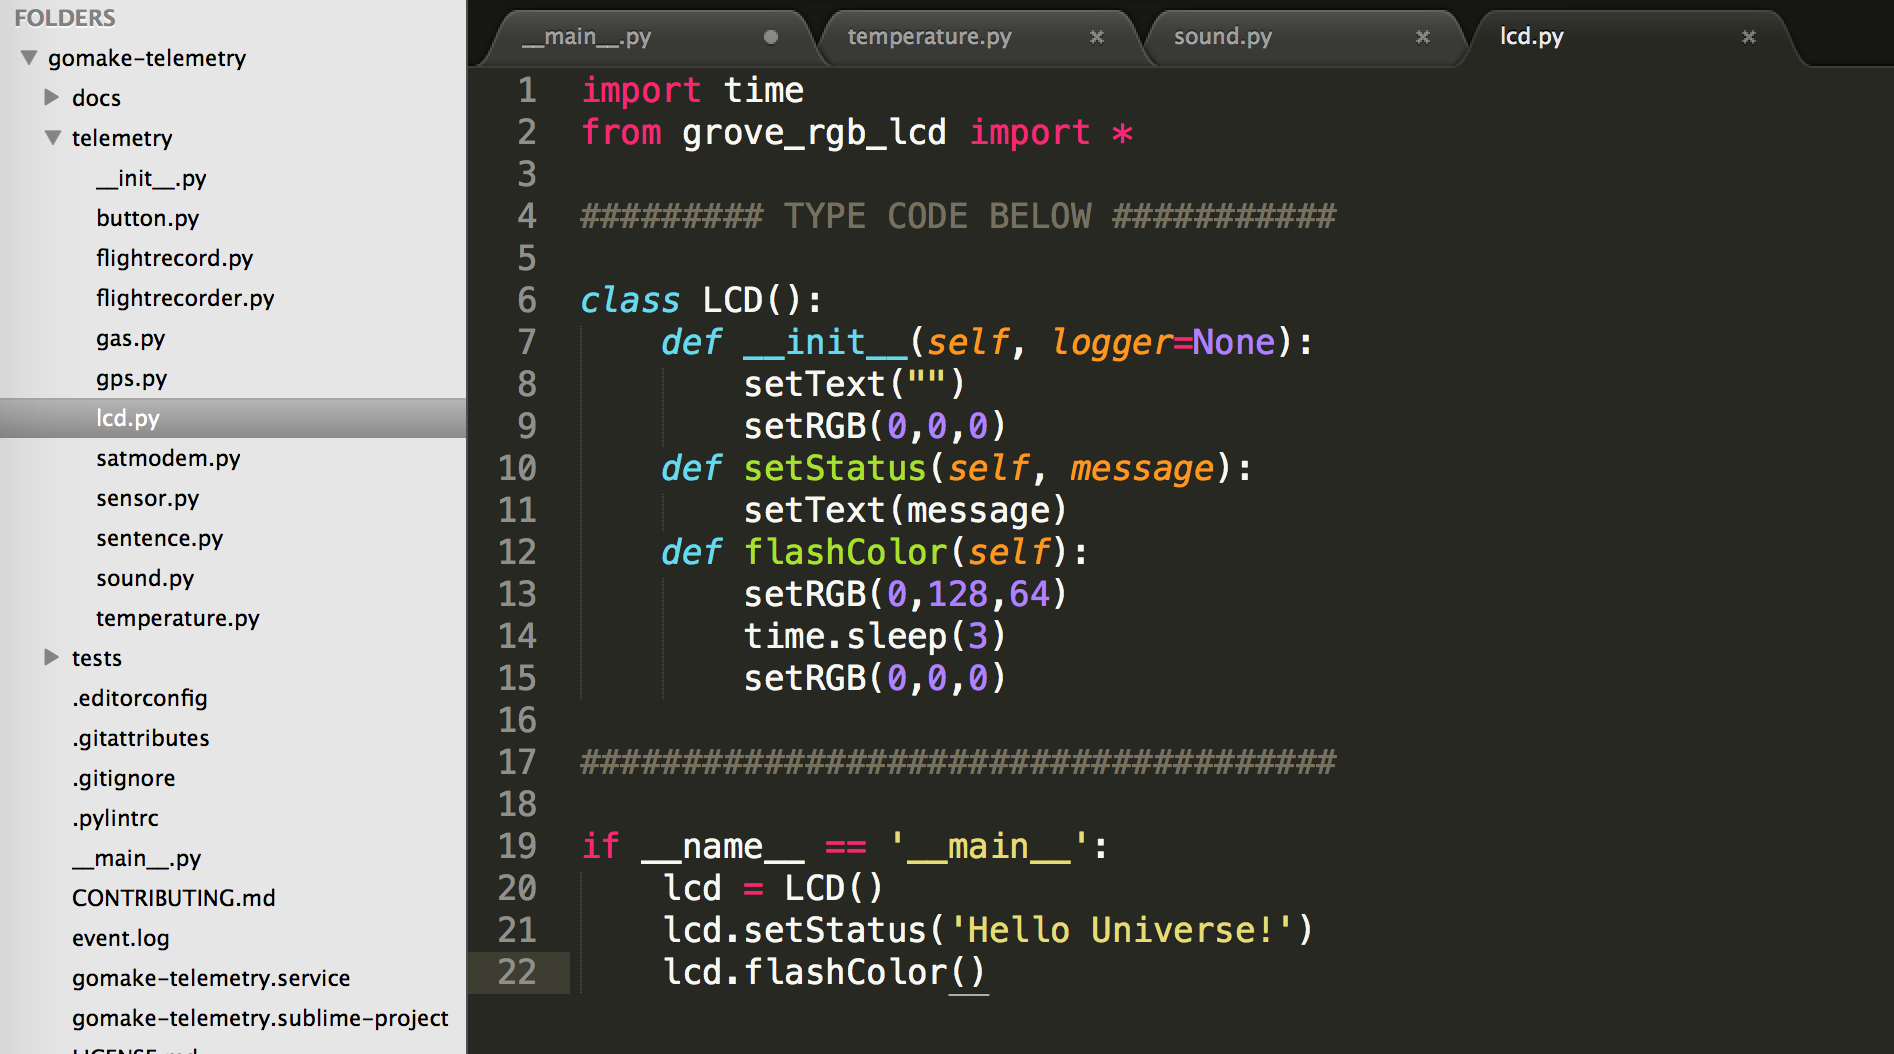 FOLDERS
gomake-telemetry
docs
telemetry
__init__.py
button.py
flightrecord.py
flightrecorder.py
gas.py
gps.py
lcd.py
satmodem.py
sensor.py
sentence.py
sound.py
temperature.py
tests
.editorconfig
.gitattributes
.gitignore
.pylintrc
__main__.py
CONTRIBUTING.md
event.log
gomake-telemetry.service
gomake-telemetry.sublime-project
LICENSE.md
__main__.py temperature.py sound.py lcd.py
1 import time
2 from grove_rgb_lcd import *
3
4 ######### TYPE CODE BELOW ###########
5
6 class LCD():
7     def __init__(self, logger=None):
8         setText("")
9         setRGB(0,0,0)
10     def setStatus(self, message):
11         setText(message)
12     def flashColor(self):
13         setRGB(0,128,64)
14         time.sleep(3)
15         setRGB(0,0,0)
16
17 #####################################
18
19 if __name__ == '__main__':
20     lcd = LCD()
21     lcd.setStatus('Hello Universe!')
22     lcd.flashColor()